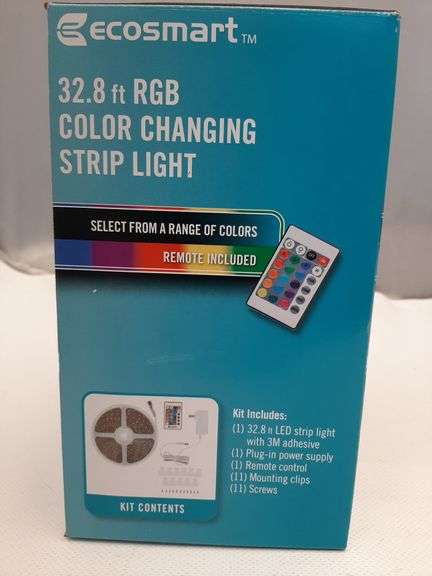 ecosmart™
32.8 ft RGB
COLOR CHANGING
STRIP LIGHT
SELECT FROM A RANGE OF COLORS
REMOTE INCLUDED
Kit Includes:
(1) 32.8 ft LED strip light
with 3M adhesive
(1) Plug-in power supply
(1) Remote control
(11) Mounting clips
(11) Screws
KIT CONTENTS